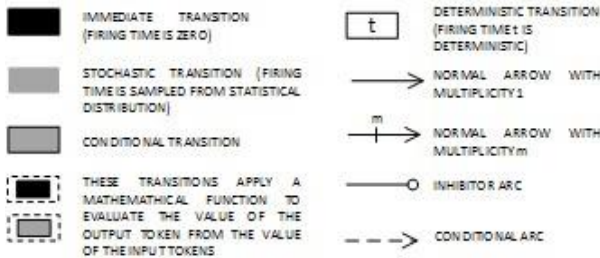 IMMEDIATE TRANSITION
(FIRING TIME IS ZERO)
STOCHASTIC TRANSITION (FIRING
TIME IS SAMPLED FROM STATISTICAL
DISTRIBUTION)
CONDITIONAL TRANSITION
THESE TRANSITIONS APPLY A
MATHEMATHICAL FUNCTION TO
EVALUATE THE VALUE OF THE
OUTPUT TOKEN FROM THE VALUE
OF THE INPUT TOKENS
t
DETERMINISTIC TRANSITION
(FIRING TIME t IS
DETERMINISTIC)
NORMAL ARROW WITH
MULTIPLICITY 1
m
NORMAL ARROW WITH
MULTIPLICITY m
INHIBITOR ARC
CONDITIONAL ARC